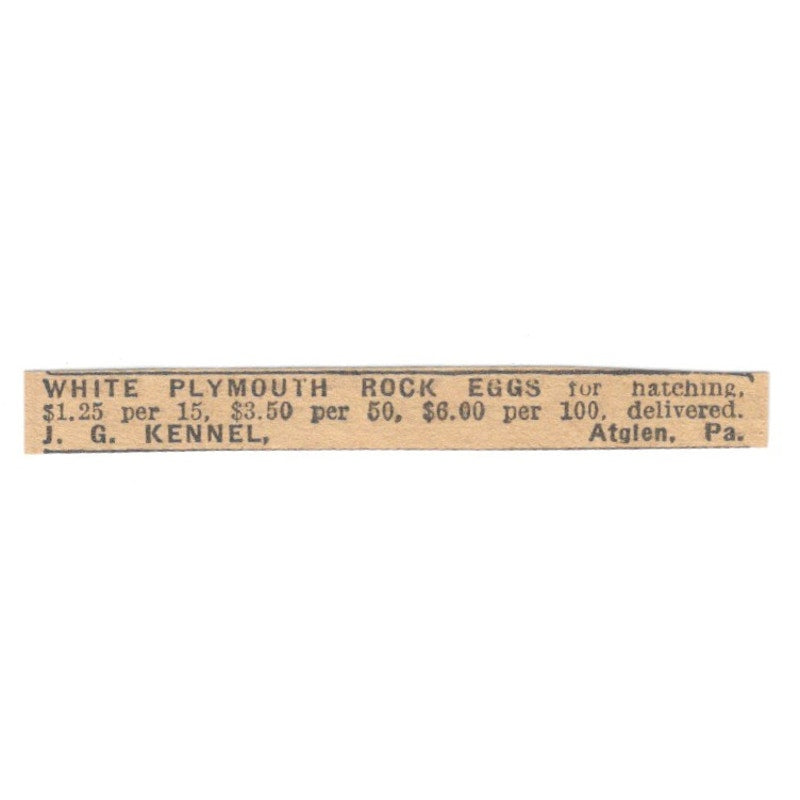 WHITE PLYMOUTH ROCK EGGS for hatching,
$1.25 per 15, $3.50 per 50, $6.00 per 100, delivered.
J. G. KENNEL, Atglen, Pa.